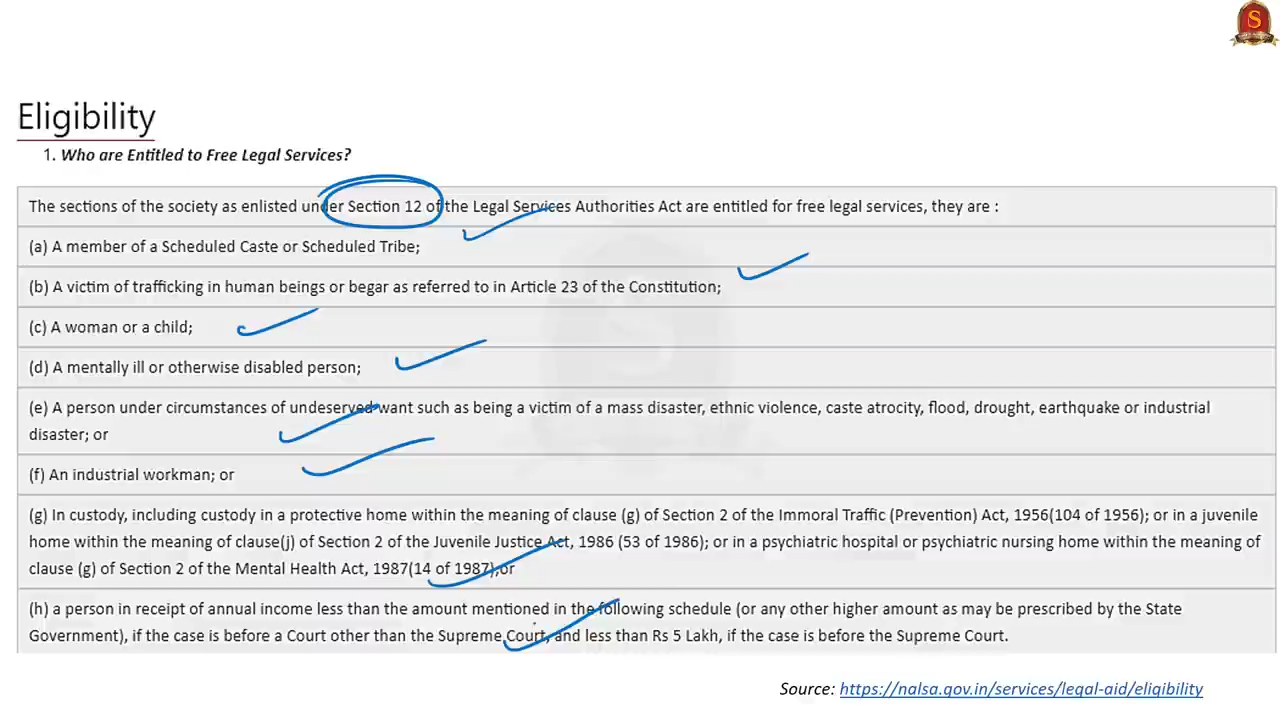 S
Eligibility
1. Who are Entitled to Free Legal Services?
The sections of the society as enlisted under Section 12 of the Legal Services Authorities Act are entitled for free legal services, they are :
(a) A member of a Scheduled Caste or Scheduled Tribe;
(b) A victim of trafficking in human beings or begar as referred to in Article 23 of the Constitution;
(c) A woman or a child;
(d) A mentally ill or otherwise disabled person;
(e) A person under circumstances of undeserved want such as being a victim of a mass disaster, ethnic violence, caste atrocity, flood, drought, earthquake or industrial
disaster; or
(f) An industrial workman; or
(g) In custody, including custody in a protective home within the meaning of clause (g) of Section 2 of the Immoral Traffic (Prevention) Act, 1956(104 of 1956); or in a juvenile
home within the meaning of clause(j) of Section 2 of the Juvenile Justice Act, 1986 (53 of 1986); or in a psychiatric hospital or psychiatric nursing home within the meaning of
clause (g) of Section 2 of the Mental Health Act, 1987(14 of 1987);or
(h) a person in receipt of annual income less than the amount mentioned in the following schedule (or any other higher amount as may be prescribed by the State
Government), if the case is before a Court other than the Supreme Court, and less than Rs 5 Lakh, if the case is before the Supreme Court.
Source: https://nalsa.gov.in/services/legal-aid/eligibility